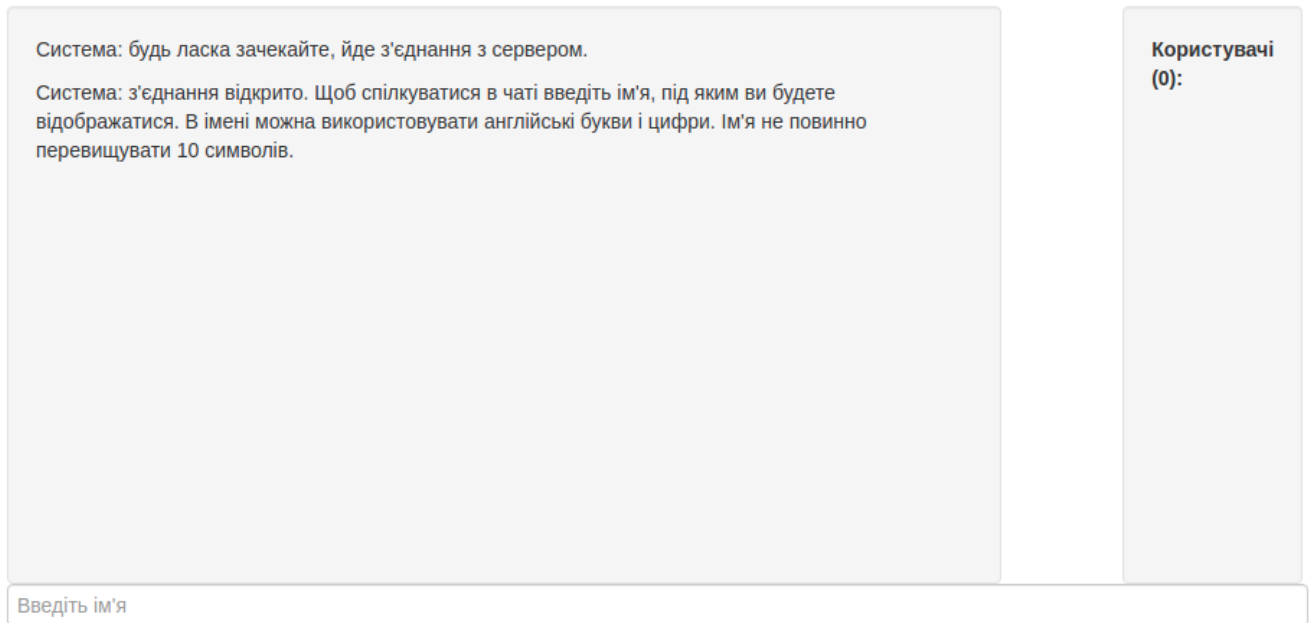 Система: будь ласка зачекайте, йде з'єднання з сервером.
Система: з'єднання відкрито. Щоб спілкуватися в чаті введіть ім'я, під яким ви будете
відображатися. В імені можна використовувати англійські букви і цифри. Ім'я не повинно
перевищувати 10 символів.
Користувачі
(0):
Введіть ім'я